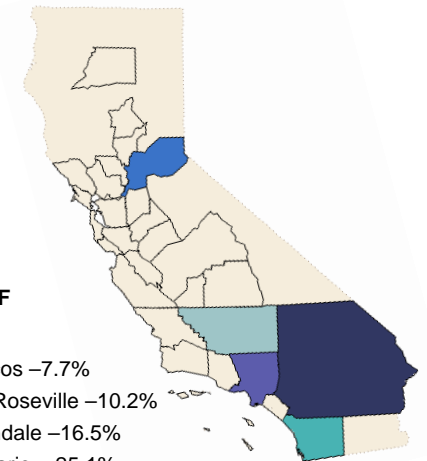 F
os –7.7%
Roseville –10.2%
dale –16.5%